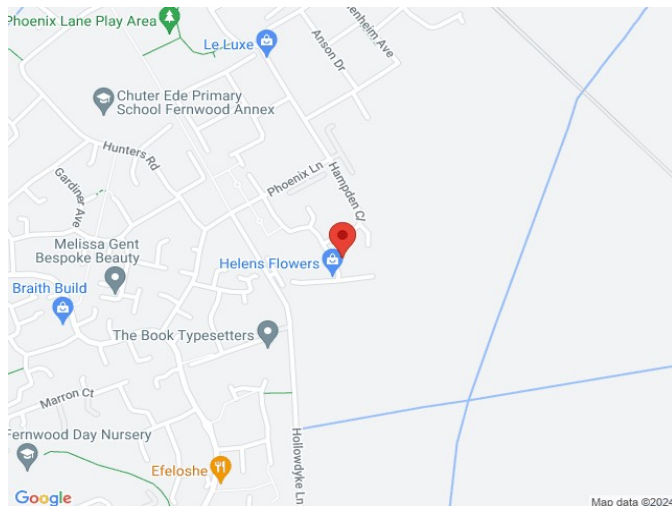 Phoenix Lane Play Area
Le Luxe
Anson Dr
enheim Ave
Chuter Ede Primary
School Fernwood Annex
Hunters Rd
Gardiner Ave
Phoenix Ln
Hampden Cl
Melissa Gent
Bespoke Beauty
Helens Flowers
Braith Build
The Book Typesetters
Marron Ct
Fernwood Day Nursery
Efeloshe
Hollowdyke Ln
Google
Map data ©2024